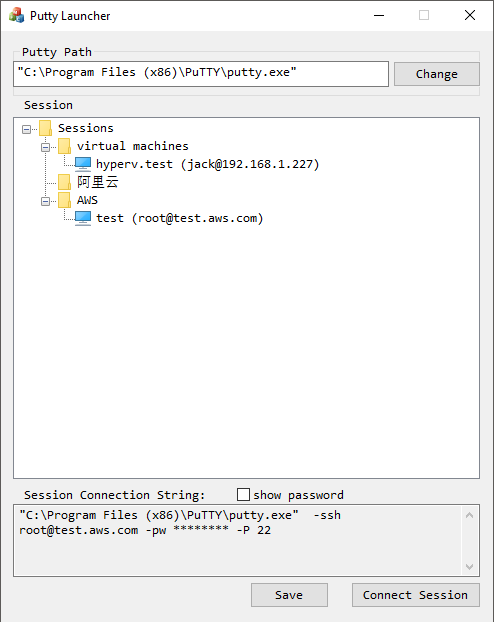 Putty Launcher
Putty Path
"C:\Program Files (x86)\PuTTY\putty.exe"
Change
Session
Sessions
virtual machines
hyperv.test (jack@192.168.1.227)
阿里云
AWS
test (root@test.aws.com)
Session Connection String:
show password
"C:\Program Files (x86)\PuTTY\putty.exe"  -ssh
root@test.aws.com -pw ******** -P 22
Save
Connect Session